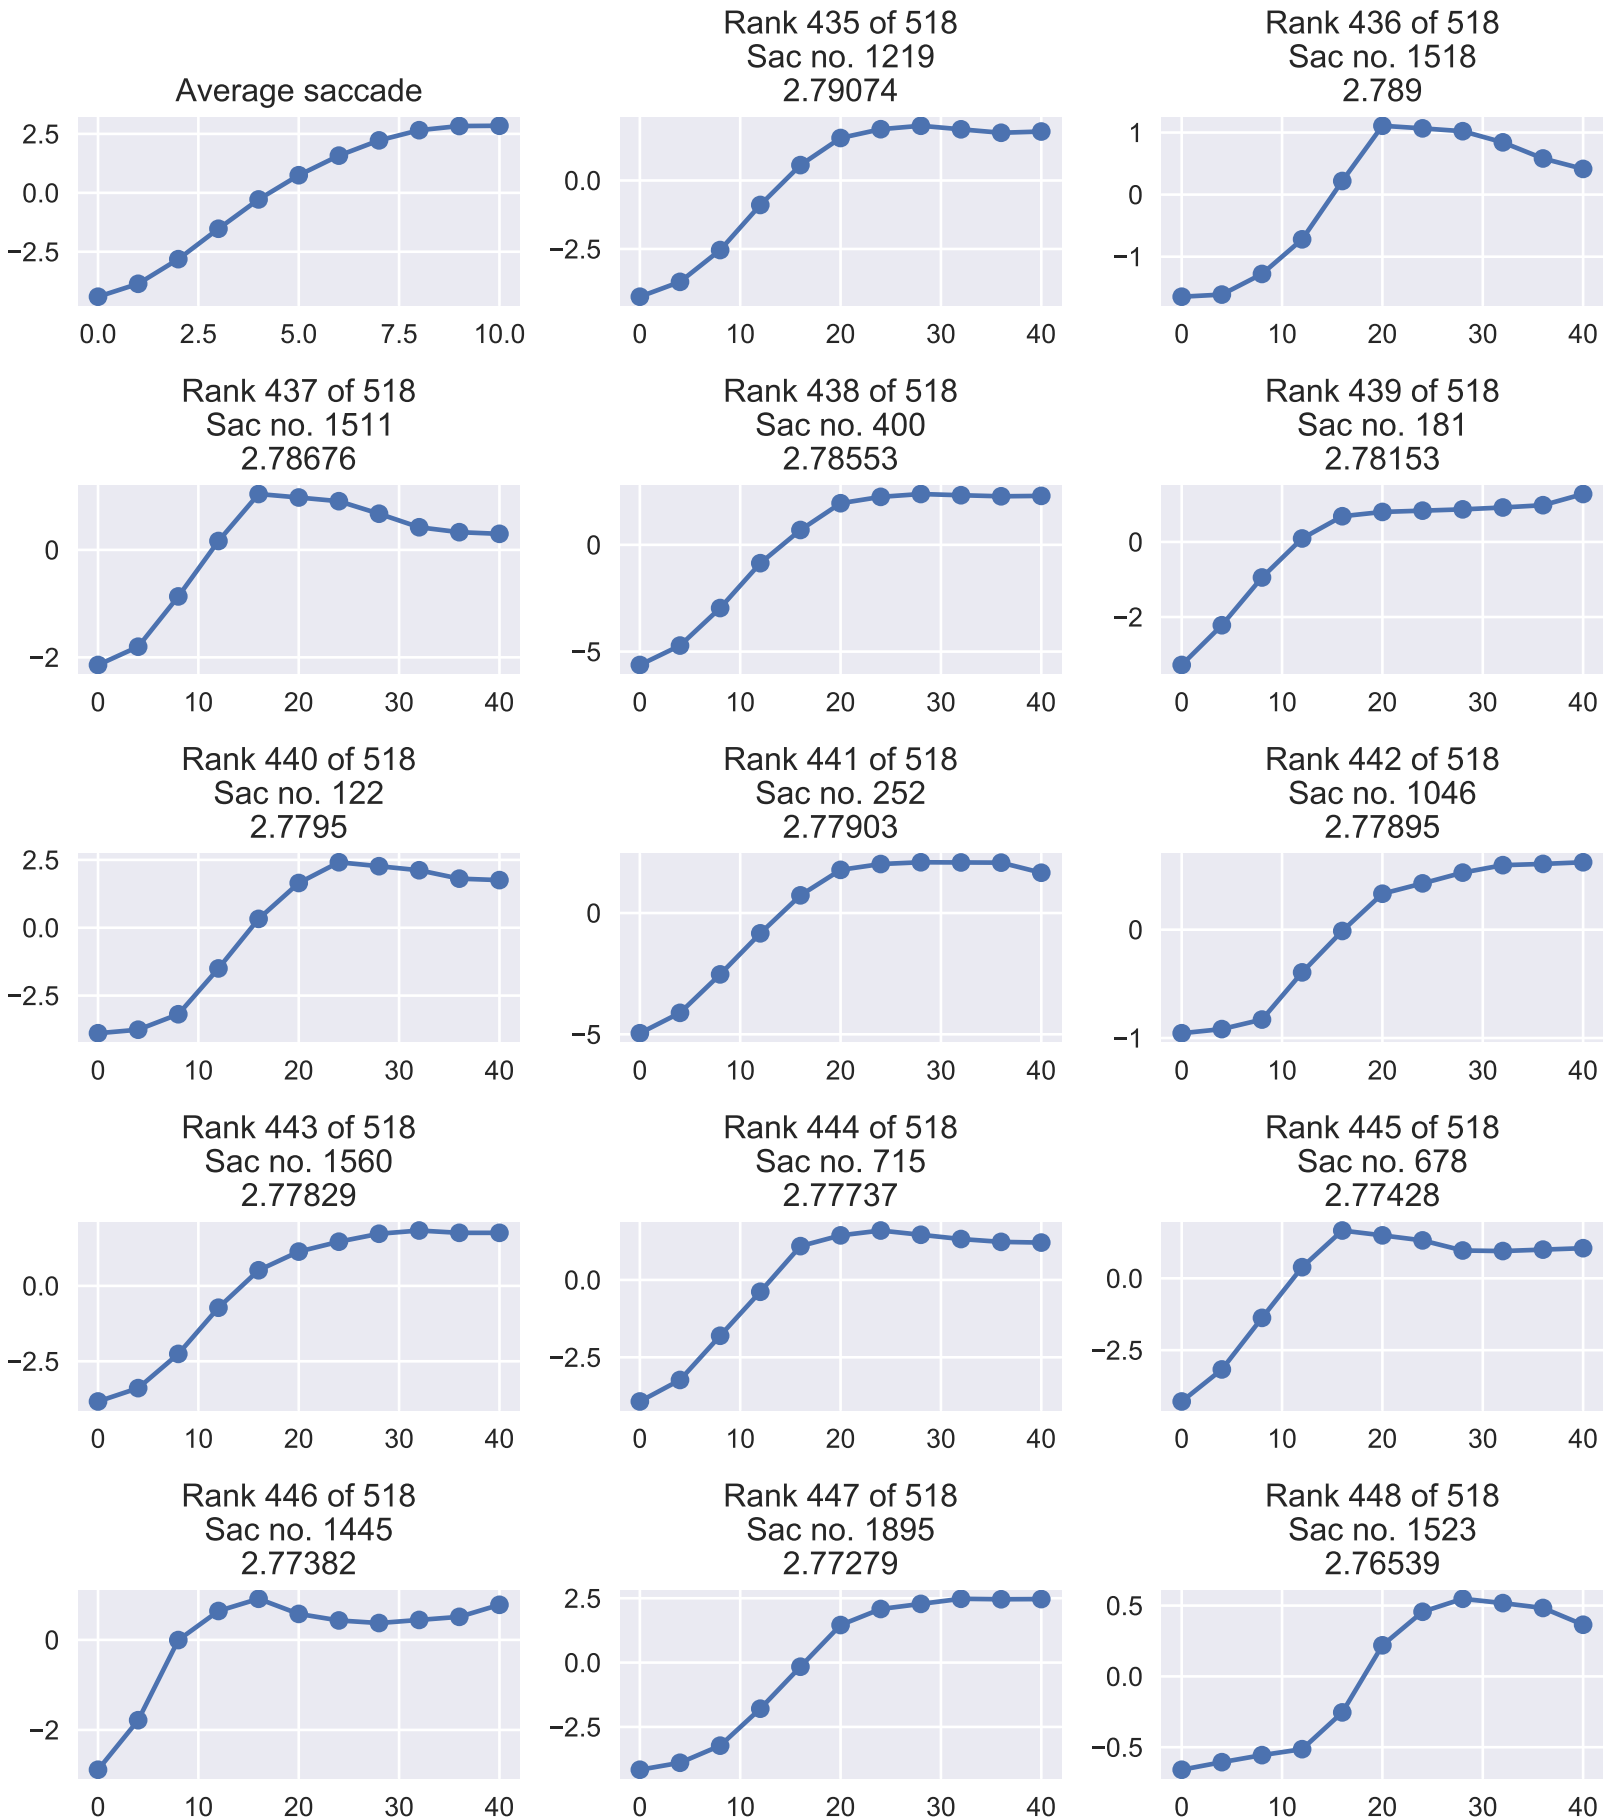 Average saccade
2.5
0.0
−2.5
0.0 2.5 5.0 7.5 10.0
Rank 435 of 518
Sac no. 1219
2.79074
0.0
−2.5
0 10 20 30 40
Rank 436 of 518
Sac no. 1518
2.789
1
0
−1
0 10 20 30 40
Rank 437 of 518
Sac no. 1511
2.78676
0
−2
0 10 20 30 40
Rank 438 of 518
Sac no. 400
2.78553
0
−5
0 10 20 30 40
Rank 439 of 518
Sac no. 181
2.78153
0
−2
0 10 20 30 40
Rank 440 of 518
Sac no. 122
2.7795
2.5
0.0
−2.5
0 10 20 30 40
Rank 441 of 518
Sac no. 252
2.77903
0
−5
0 10 20 30 40
Rank 442 of 518
Sac no. 1046
2.77895
0
−1
0 10 20 30 40
Rank 443 of 518
Sac no. 1560
2.77829
0.0
−2.5
0 10 20 30 40
Rank 444 of 518
Sac no. 715
2.77737
0.0
−2.5
0 10 20 30 40
Rank 445 of 518
Sac no. 678
2.77428
0.0
−2.5
0 10 20 30 40
Rank 446 of 518
Sac no. 1445
2.77382
0
−2
0 10 20 30 40
Rank 447 of 518
Sac no. 1895
2.77279
2.5
0.0
−2.5
0 10 20 30 40
Rank 448 of 518
Sac no. 1523
2.76539
0.5
0.0
−0.5
0 10 20 30 40